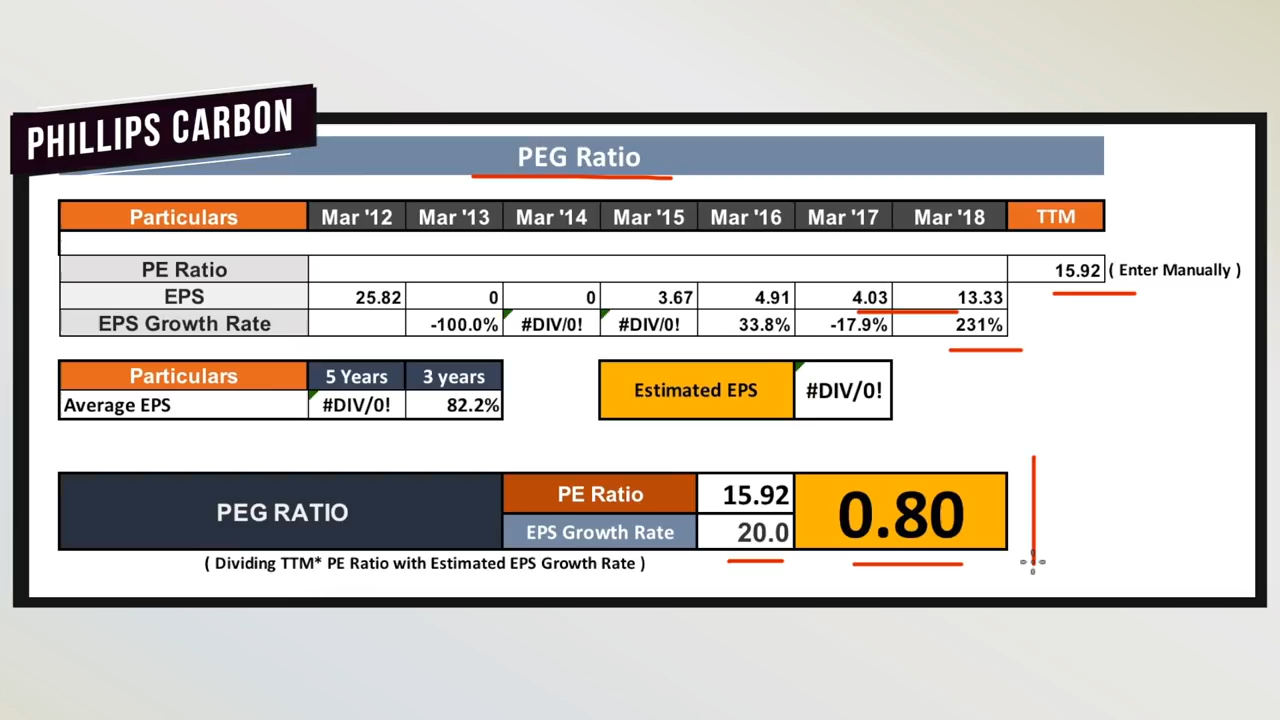 PHILLIPS CARBON
PEG Ratio
Particulars Mar '12 Mar '13 Mar '14 Mar '15 Mar '16 Mar '17 Mar '18 TTM
PE Ratio 15.92 ( Enter Manually )
EPS 25.82 0 0 3.67 4.91 4.03 13.33
EPS Growth Rate -100.0% #DIV/0! #DIV/0! 33.8% -17.9% 231%
Particulars 5 Years 3 years
Average EPS #DIV/0! 82.2%
Estimated EPS #DIV/0!
PEG RATIO
PE Ratio 15.92
EPS Growth Rate 20.0
0.80
( Dividing TTM* PE Ratio with Estimated EPS Growth Rate )